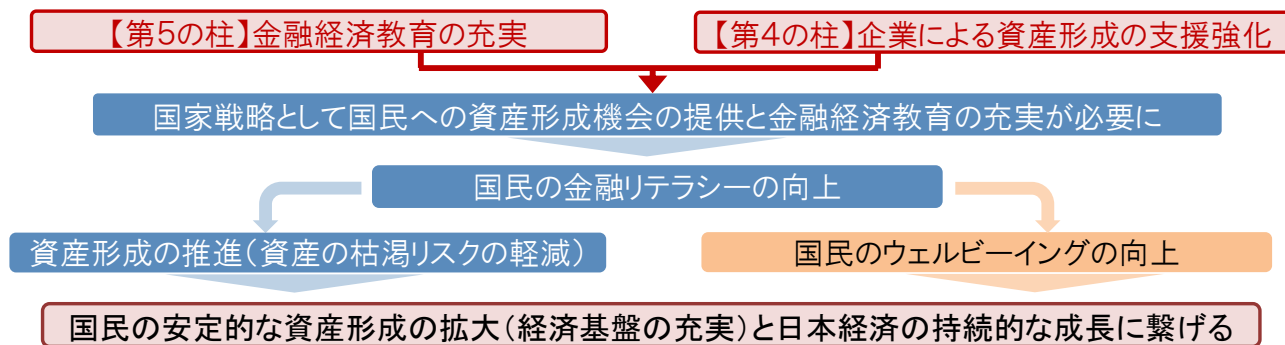 【第5の柱】金融経済教育の充実
【第4の柱】企業による資産形成の支援強化
国家戦略として国民への資産形成機会の提供と金融経済教育の充実が必要に
国民の金融リテラシーの向上
資産形成の推進(資産の枯渇リスクの軽減)
国民のウェルビーイングの向上
国民の安定的な資産形成の拡大(経済基盤の充実)と日本経済の持続的な成長に繋げる